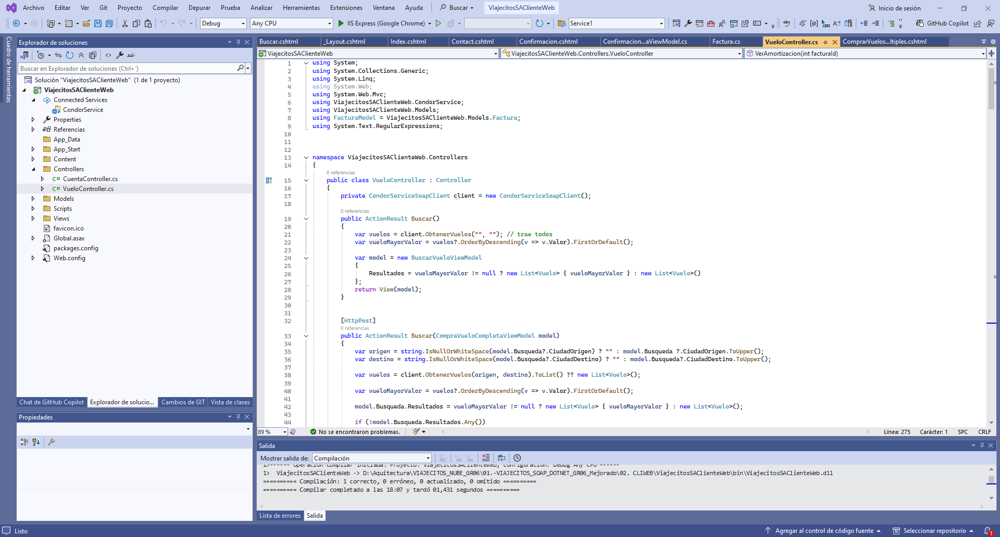 Archivo Editar Ver Git Proyecto Compilar Depurar Prueba Analizar Herramientas Extensiones Ventana Ayuda Buscar ViajecitosSAClienteWeb Inicio de sesión
Debug Any CPU IIS Express (Google Chrome) Service1 GitHub Copilot
Cuadro de herramientas
Explorador de soluciones
Buscar en Explorador de soluciones (Ctrl+´)
Solución "ViajecitosSAClienteWeb" (1 de 1 proyecto)
ViajecitosSAClienteWeb
Connected Services
CondorService
Properties
Referencias
App_Data
App_Start
Content
Controllers
C# CuentaController.cs
C# VueloController.cs
Models
Scripts
Views
favicon.ico
Global.asax
packages.config
Web.config
Chat de GitHub Copilot Explorador de solucio... Cambios de GIT Vista de clases
Propiedades
Buscar.cshtml _Layout.cshtml Index.cshtml Contact.cshtml Confirmacion.cshtml Confirmacion...aViewModel.cs Factura.cs VueloController.cs ComprarVuelos...ltiples.cshtml
ViajecitosSAClienteWeb ViajecitosSAClienteWeb.Controllers.VueloController VerAmortizacion(int facturaId)
1 using System;
2 using System.Collections.Generic;
3 using System.Linq;
4 using System.Web;
5 using System.Web.Mvc;
6 using ViajecitosSAClienteWeb.CondorService;
7 using ViajecitosSAClienteWeb.Models;
8 using FacturaModel = ViajecitosSAClienteWeb.Models.Factura;
9 using System.Text.RegularExpressions;
10
11
12
13 namespace ViajecitosSAClienteWeb.Controllers
14 {
0 referencias
15 public class VueloController : Controller
16 {
17 private CondorServiceSoapClient client = new CondorServiceSoapClient();
18
0 referencias
19 public ActionResult Buscar()
20 {
21 var vuelos = client.ObtenerVuelos("", ""); // trae todos
22 var vueloMayorValor = vuelos?.OrderByDescending(v => v.Valor).FirstOrDefault();
23
24 var model = new BuscarVueloViewModel
25 {
26 Resultados = vueloMayorValor != null ? new List<Vuelo> { vueloMayorValor } : new List<Vuelo>()
27 };
28 return View(model);
29 }
30
31
32 [HttpPost]
0 referencias
33 public ActionResult Buscar(CompraVueloCompletaViewModel model)
34 {
35 var origen = string.IsNullOrWhiteSpace(model.Busqueda?.CiudadOrigen) ? "" : model.Busqueda ?.CiudadOrigen.ToUpper();
36 var destino = string.IsNullOrWhiteSpace(model.Busqueda?.CiudadDestino) ? "" : model.Busqueda?.CiudadDestino.ToUpper();
37
38 var vuelos = client.ObtenerVuelos(origen, destino).ToList() ?? new List<Vuelo>();
39
40 var vueloMayorValor = vuelos?.OrderByDescending(v => v.Valor).FirstOrDefault();
41
42 model.Busqueda.Resultados = vueloMayorValor != null ? new List<Vuelo> { vueloMayorValor } : new List<Vuelo>();
43
44 if (!model.Busqueda.Resultados.Any())
89 % No se encontraron problemas. Línea: 275 Carácter: 1 SPC CRLF
Salida
Mostrar salida de: Compilación
1>------ Operación Compilar iniciada: Proyecto: ViajecitosSAClienteWeb, Configuración: Debug Any CPU ------
1> ViajecitosSAClienteWeb -> D:\Aquitectura\VIAJECITOS_NUBE_GR06\01.-VIAJECITOS_SOAP_DOTNET_GR06_Mejorado\02. CLIWEB\ViajecitosSAClienteWeb\bin\ViajecitosSAClienteWeb.dll
========== Compilación: 1 correcto, 0 erróneo, 0 actualizado, 0 omitido ==========
========== Compilar completado a las 18:07 y tardó 01,431 segundos ==========
Lista de errores Salida
Listo Agregar al control de código fuente Seleccionar repositorio 1